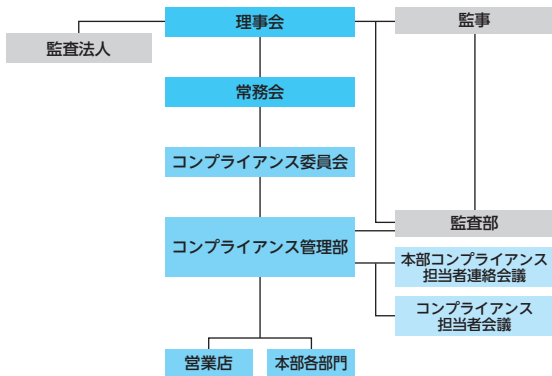 理事会
監事
監査法人
常務会
コンプライアンス委員会
監査部
コンプライアンス管理部
本部コンプライアンス
担当者連絡会議
コンプライアンス
担当者会議
営業店
本部各部門